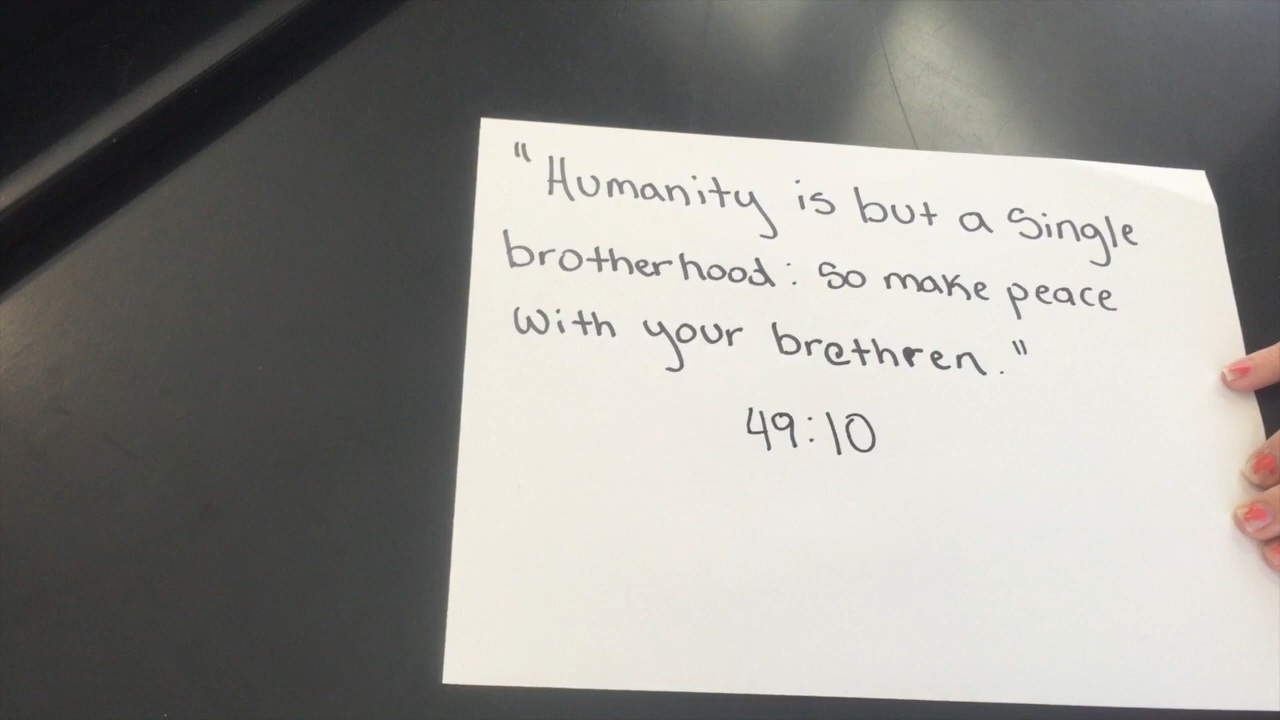 "Humanity is but a Single
brotherhood: So make peace
With your brethren."
49:10